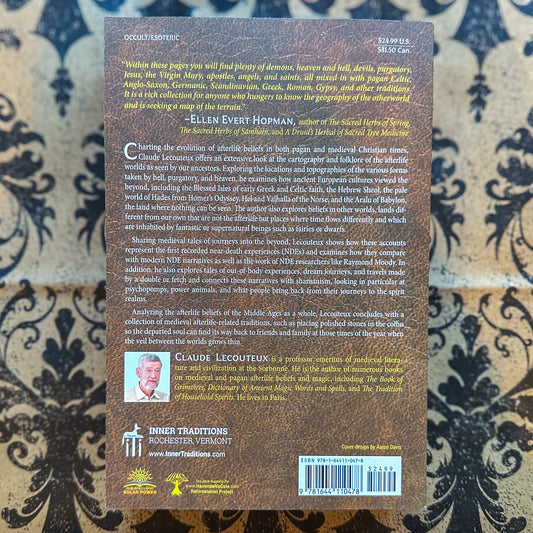 OCCULT/ESOTERIC
$24.99 U.S.
$31.50 Can.
"Within these pages you will find plenty of demons, heaven and hell, devils, purgatory,
Jesus, the Virgin Mary, apostles, angels, and saints, all mixed in with pagan Celtic,
Anglo-Saxon, Germanic, Scandinavian, Greek, Roman, Gypsy, and other traditions.
It is a rich collection for anyone who hungers to know the geography of the otherworld
and is seeking a map of the terrain."
–ELLEN EVERT HOPMAN, author of The Sacred Herbs of Spring,
The Sacred Herbs of Samhain, and A Druid's Herbal of Sacred Tree Medicine
Charting the evolution of afterlife beliefs in both pagan and medieval Christian times,
Claude Lecouteux offers an extensive look at the cartography and folklore of the afterlife
worlds as seen by our ancestors. Exploring the locations and topographies of the various forms
taken by hell, purgatory, and heaven, he examines how ancient European cultures viewed the
beyond, including the Blessed Isles of early Greek and Celtic faith, the Hebrew Sheol, the pale
world of Hades from Homer's Odyssey, Hel and Valhalla of the Norse, and the Aralu of Babylon,
the land where nothing can be seen. The author also explores beliefs in other worlds, lands dif-
ferent from our own that are not the afterlife but places where time flows differently and which
are inhabited by fantastic or supernatural beings such as fairies or dwarfs.
Sharing medieval tales of journeys into the beyond, Lecouteux shows how these accounts
represent the first recorded near-death experiences (NDEs) and examines how they compare
with modern NDE narratives as well as the work of NDE researchers like Raymond Moody. In
addition, he also explores tales of out-of-body experiences, dream journeys, and travels made
by a double or fetch and connects these narratives with shamanism, looking in particular at
psychopomps, power animals, and what people bring back from their journeys to the spirit
realms.
Analyzing the afterlife beliefs of the Middle Ages as a whole, Lecouteux concludes with a
collection of medieval afterlife-related traditions, such as placing polished stones in the coffin
so the departed soul can find its way back to friends and family at those times of the year when
the veil between the worlds grows thin.
CLAUDE LECOUTEUX is a professor emeritus of medieval litera-
ture and civilization at the Sorbonne. He is the author of numerous books
on medieval and pagan afterlife beliefs and magic, including The Book of
Grimoires, Dictionary of Ancient Magic Words and Spells, and The Tradition
of Household Spirits. He lives in Paris.
INNER TRADITIONS
ROCHESTER, VERMONT
www.InnerTraditions.com
Cover design by Aaron Davis
ISBN 978-1-64411-047-8
52499
9 781644 110478
SOLAR POWER
Reforestation Project